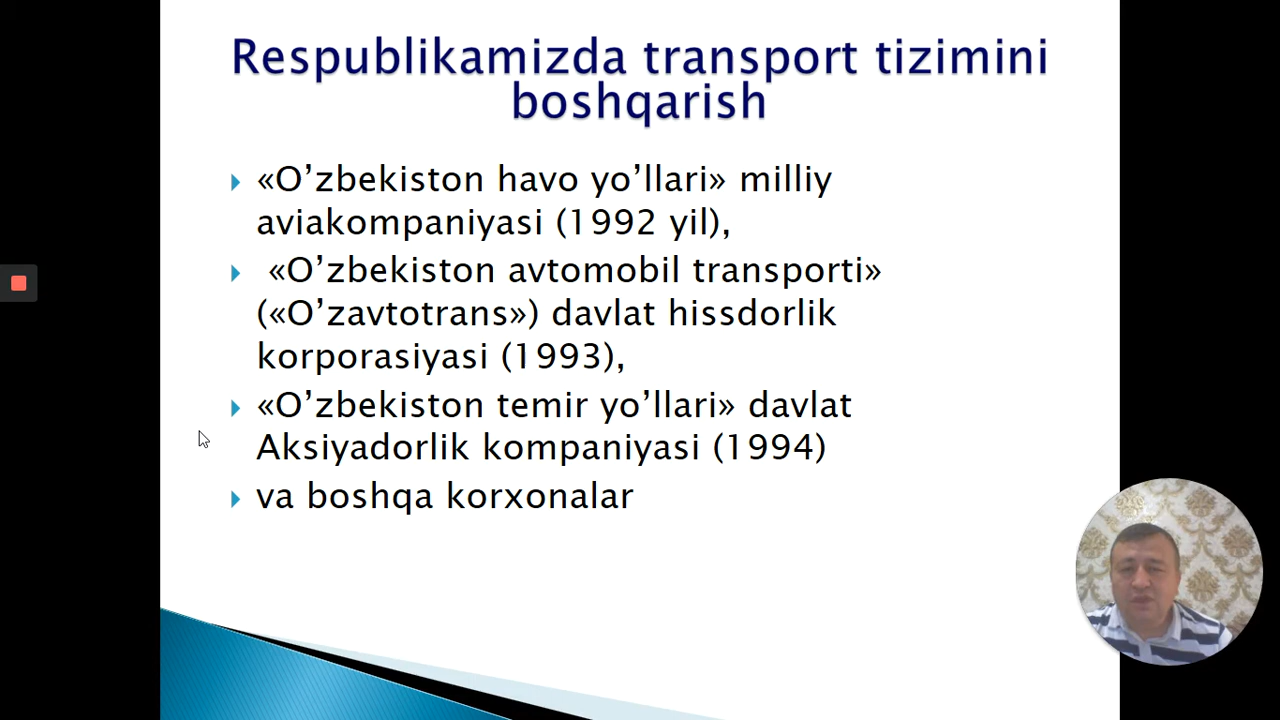 Respublikamizda transport tizimini
boshqarish
«O’zbekiston havo yo’llari» milliy
aviakompaniyasi (1992 yil),
«O’zbekiston avtomobil transporti»
(«O’zavtotrans») davlat hissdorlik
korporasiyasi (1993),
«O’zbekiston temir yo’llari» davlat
Aksiyadorlik kompaniyasi (1994)
va boshqa korxonalar